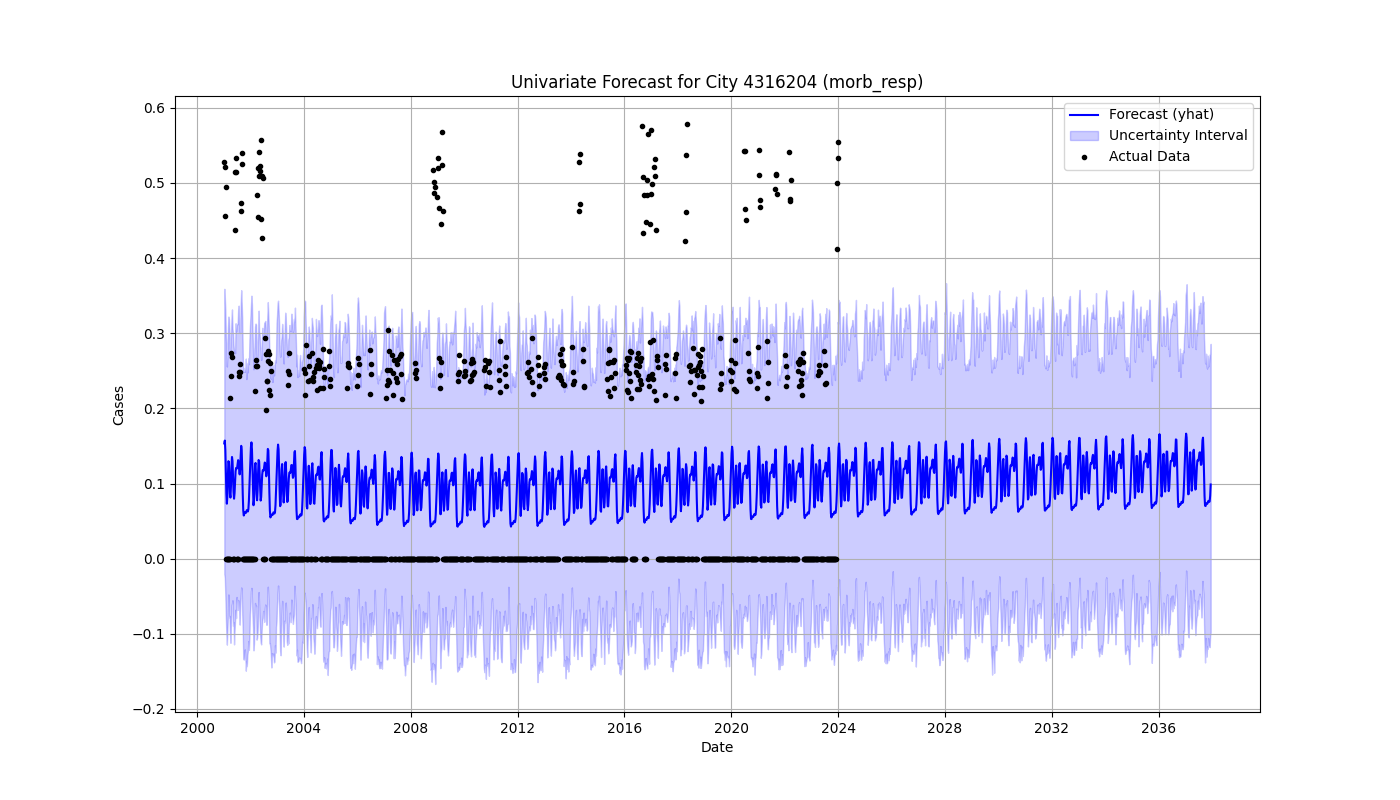 Univariate Forecast for City 4316204 (morb_resp)
Forecast (yhat)
Uncertainty Interval
Actual Data
Cases
0.6
0.5
0.4
0.3
0.2
0.1
0.0
−0.1
−0.2
2000 2004 2008 2012 2016 2020 2024 2028 2032 2036
Date